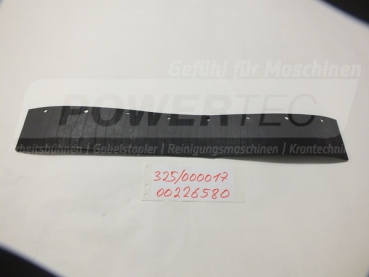 Gefühl für Maschinen
POWERTEC
Arbeitsbühnen | Gabelstapler | Reinigungsmaschinen | Krantechnik
325/000017
00226580